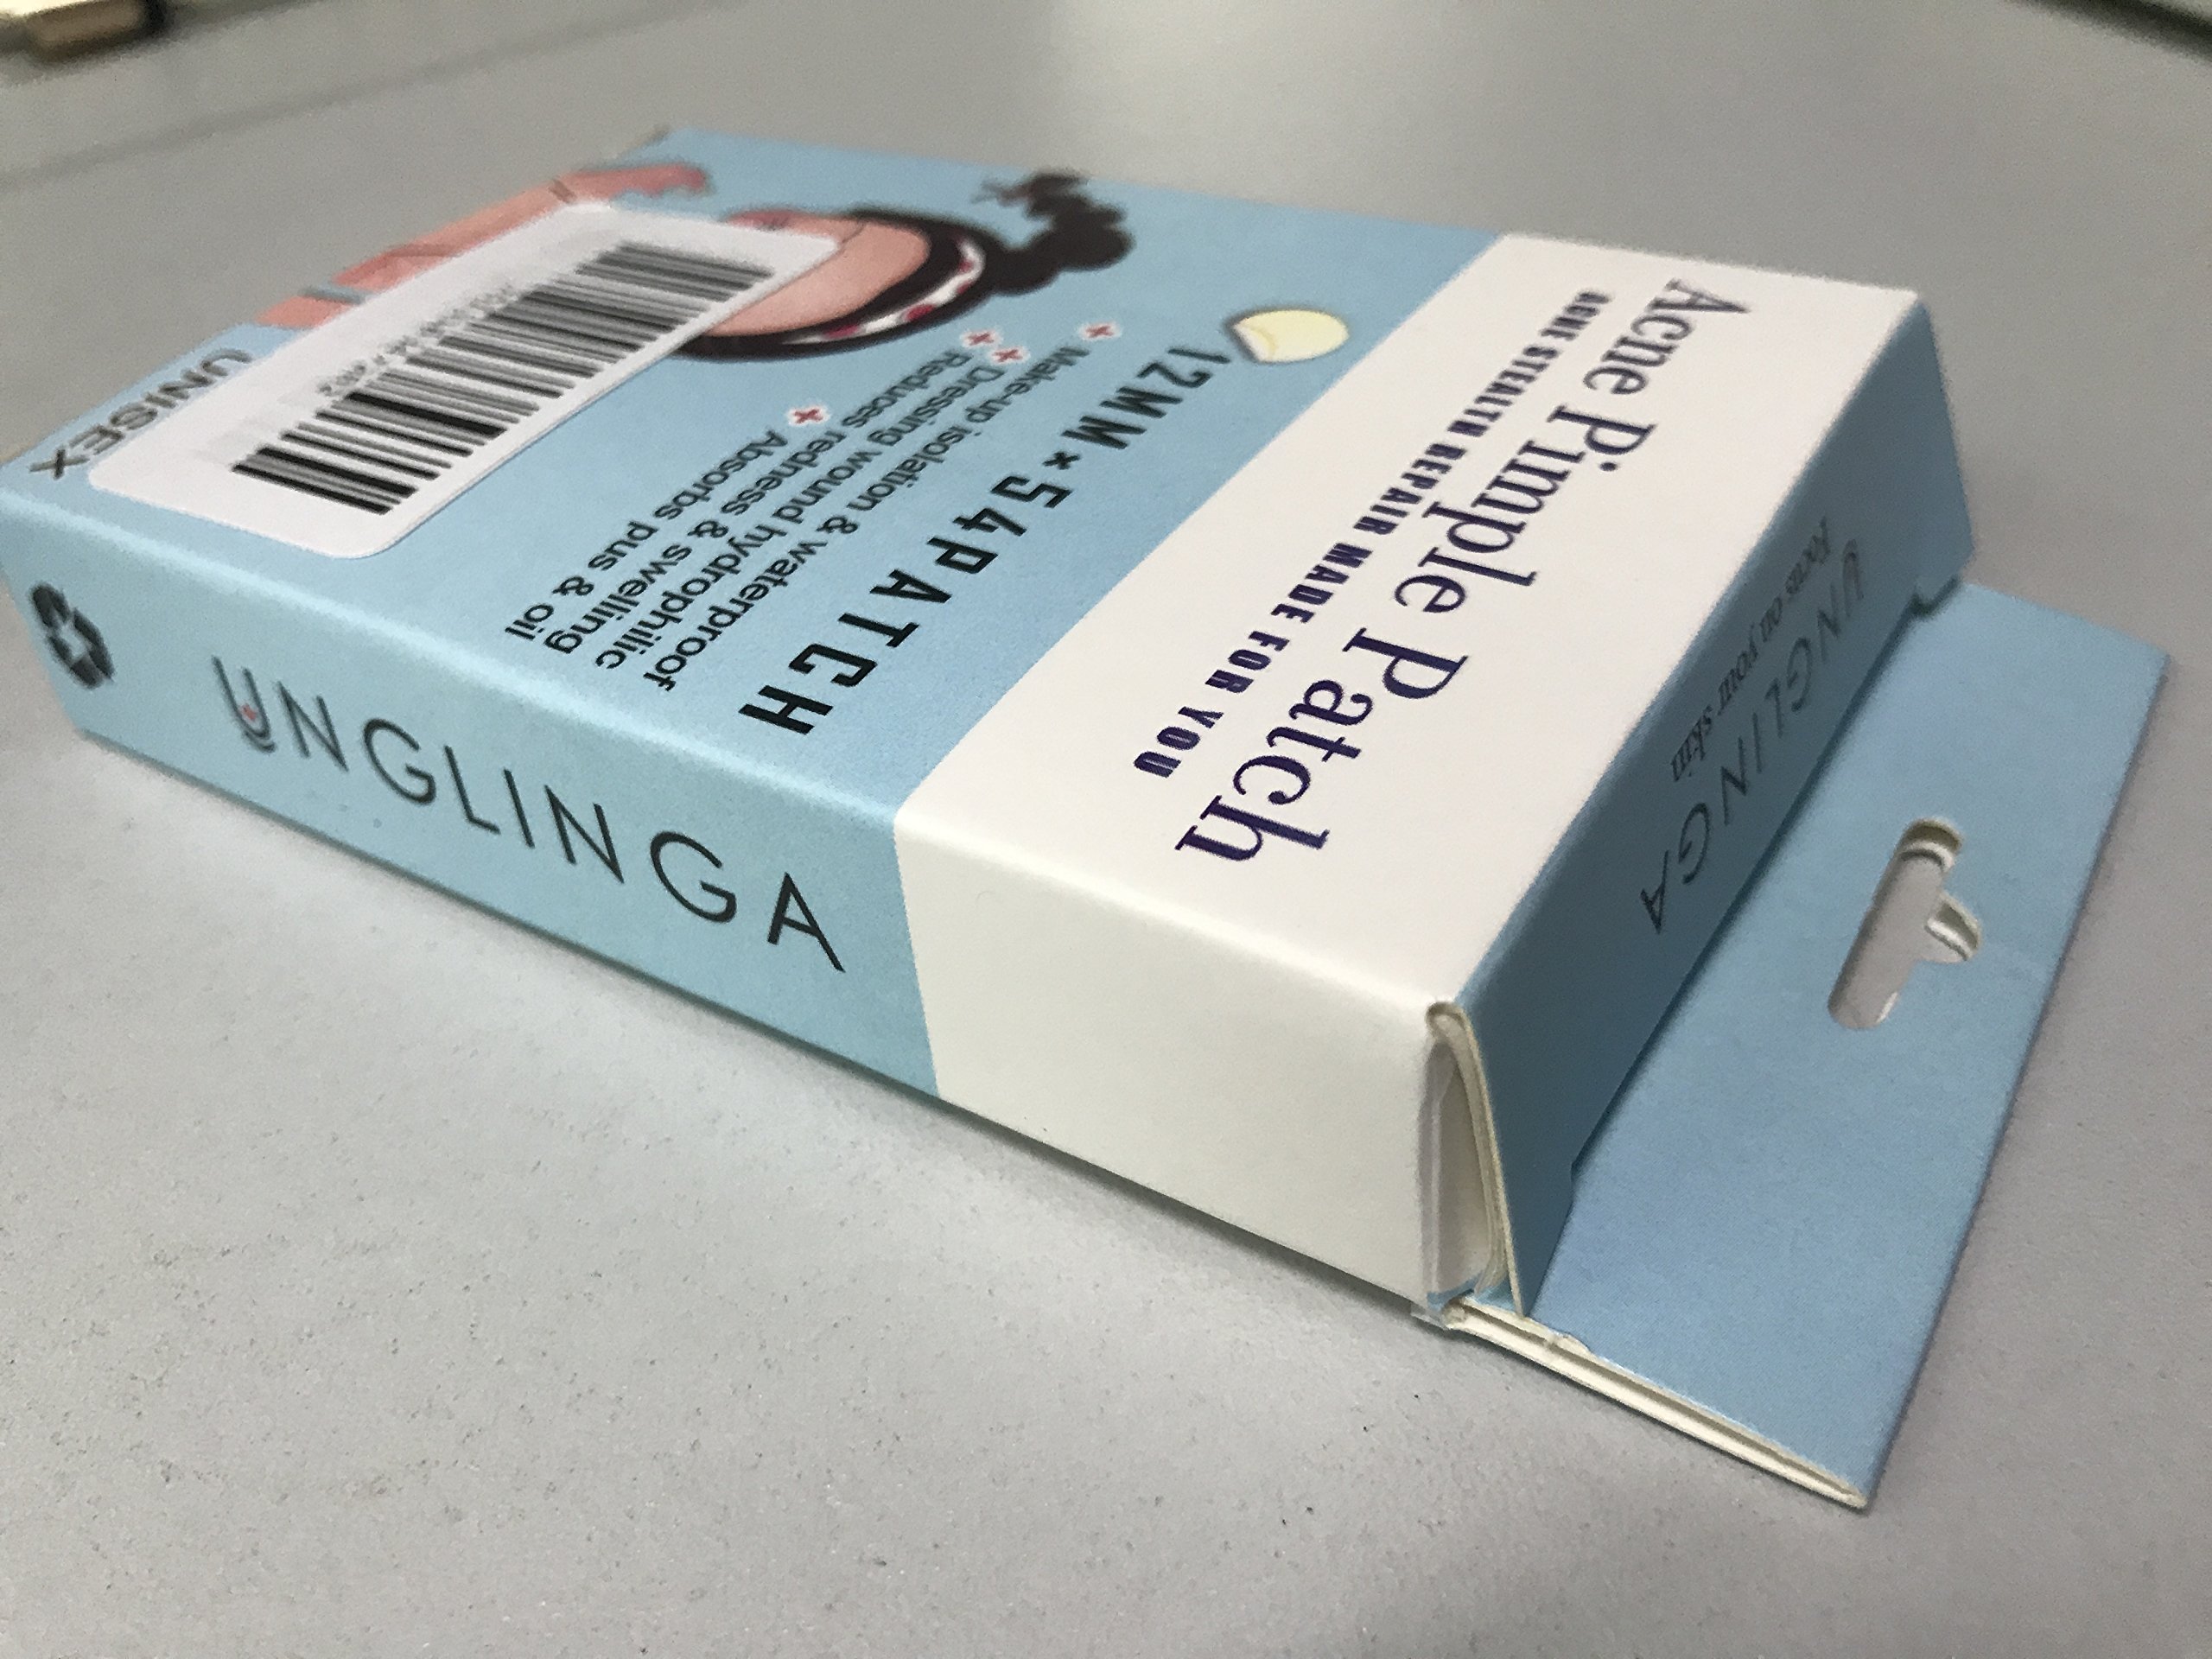 Acne Pimple Patch
ACNE STEALTH REPAIR MADE FOR YOU
12MM×54PATCH
Make-up isolation & waterproof
Dressing wound hydrophilic
Reduces redness & swelling
Absorbs pus & oil
UNISEX
UNGLINGA
UNGLINGA
Focus on your skin